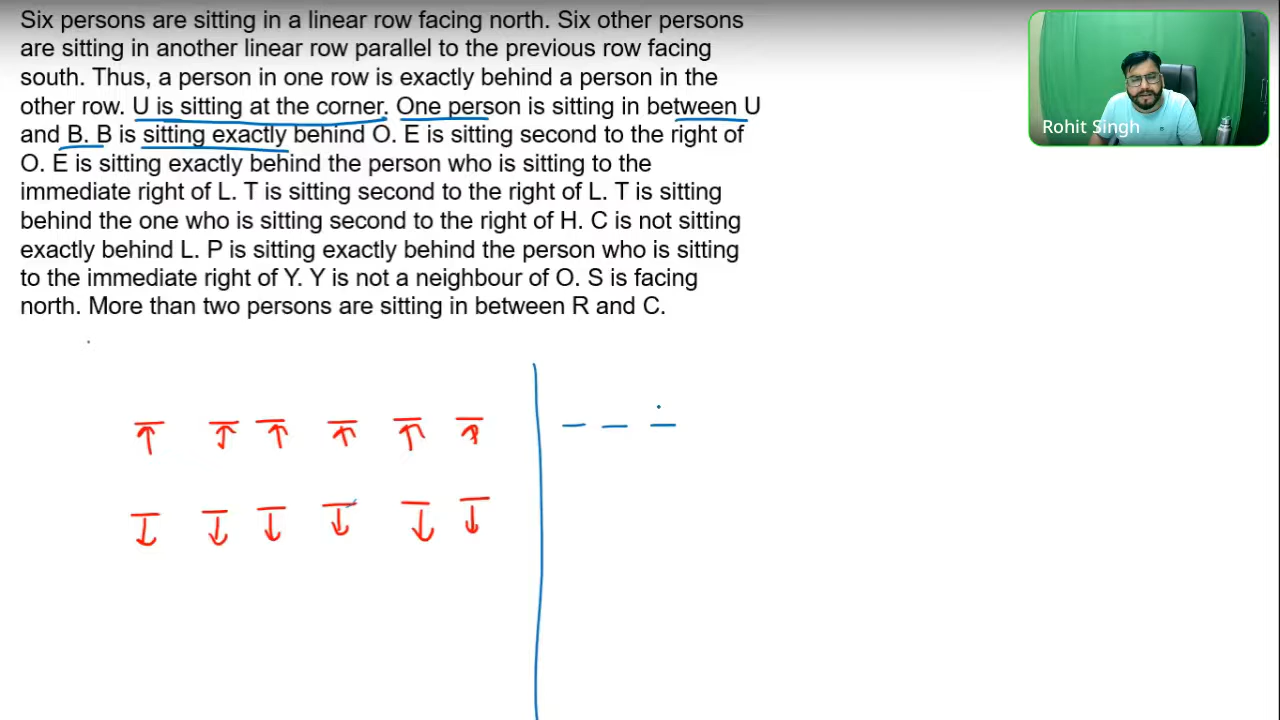 Six persons are sitting in a linear row facing north. Six other persons
are sitting in another linear row parallel to the previous row facing
south. Thus, a person in one row is exactly behind a person in the
other row. U is sitting at the corner. One person is sitting in between U
and B. B is sitting exactly behind O. E is sitting second to the right of
O. E is sitting exactly behind the person who is sitting to the
immediate right of L. T is sitting second to the right of L. T is sitting
behind the one who is sitting second to the right of H. C is not sitting
exactly behind L. P is sitting exactly behind the person who is sitting
to the immediate right of Y. Y is not a neighbour of O. S is facing
north. More than two persons are sitting in between R and C.
Rohit Singh